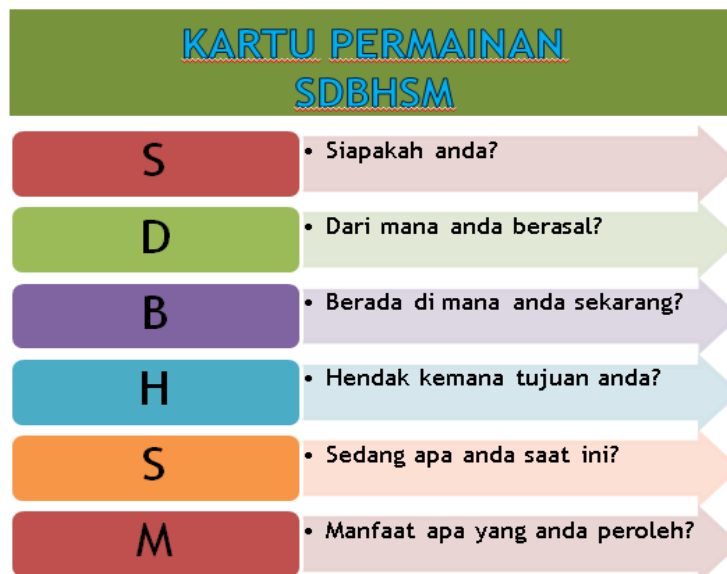 KARTU PERMAINAN
SDBHSM
S
• Siapakah anda?
D
• Dari mana anda berasal?
B
• Berada di mana anda sekarang?
H
• Hendak kemana tujuan anda?
S
• Sedang apa anda saat ini?
M
• Manfaat apa yang anda peroleh?